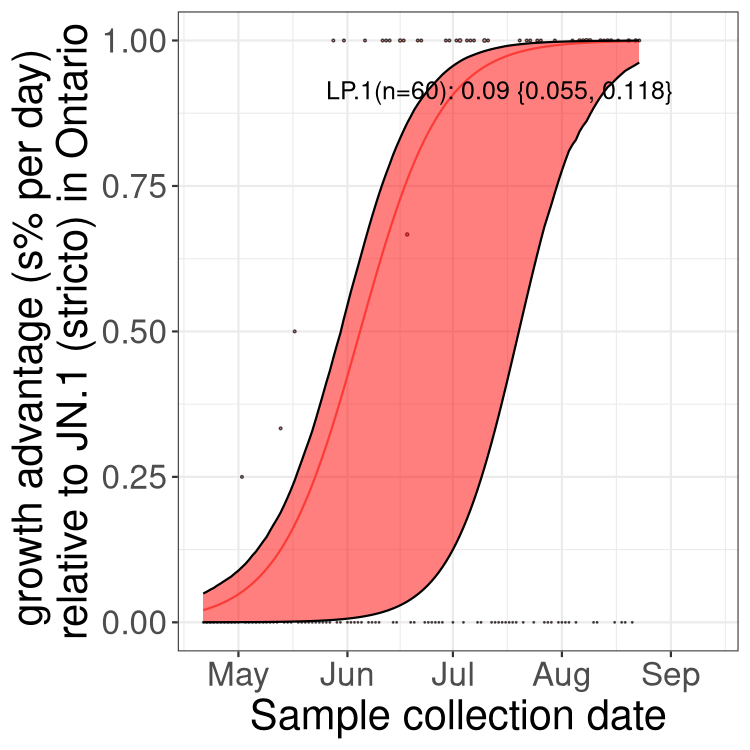 growth advantage (s% per day)
relative to JN.1 (stricto) in Ontario
1.00
0.75
0.50
0.25
0.00
LP.1(n=60): 0.09 {0.055, 0.118}
May Jun Jul Aug Sep
Sample collection date